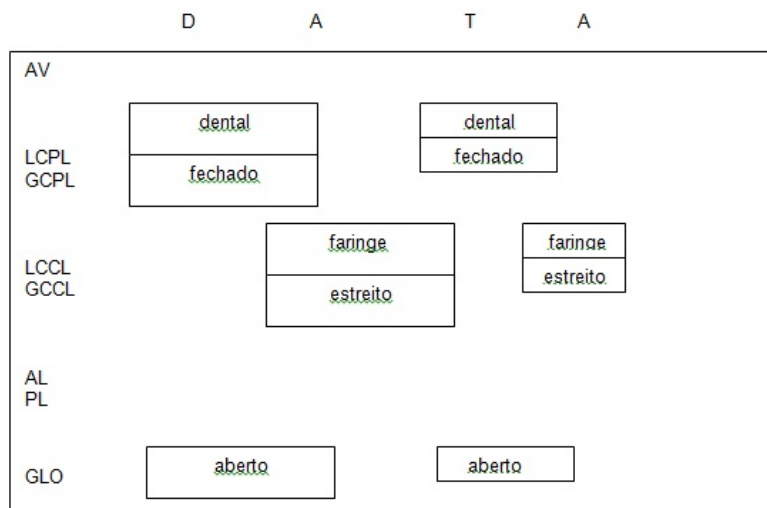 D A T A
AV
dental dental
LCPL fechado
GCPL fechado
faringe faringe
LCCL estreito
GCCL estreito
AL
PL
aberto aberto
GLO